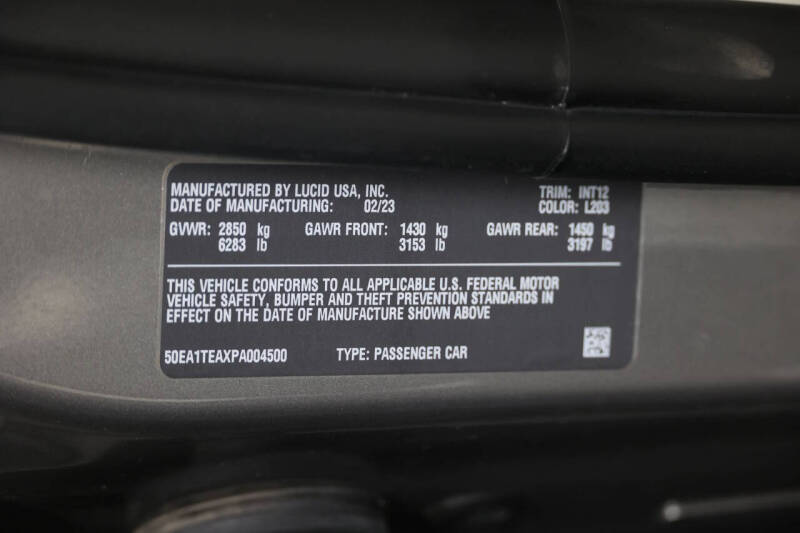 MANUFACTURED BY LUCID USA, INC. TRIM: INT12
DATE OF MANUFACTURING: 02/23 COLOR: L203
GVWR: 2850 kg GAWR FRONT: 1430 kg GAWR REAR: 1450 kg
6283 lb 3153 lb 3197 lb
THIS VEHICLE CONFORMS TO ALL APPLICABLE U.S. FEDERAL MOTOR
VEHICLE SAFETY, BUMPER AND THEFT PREVENTION STANDARDS IN
EFFECT ON THE DATE OF MANUFACTURE SHOWN ABOVE
50EA1TEAXPA004500 TYPE: PASSENGER CAR